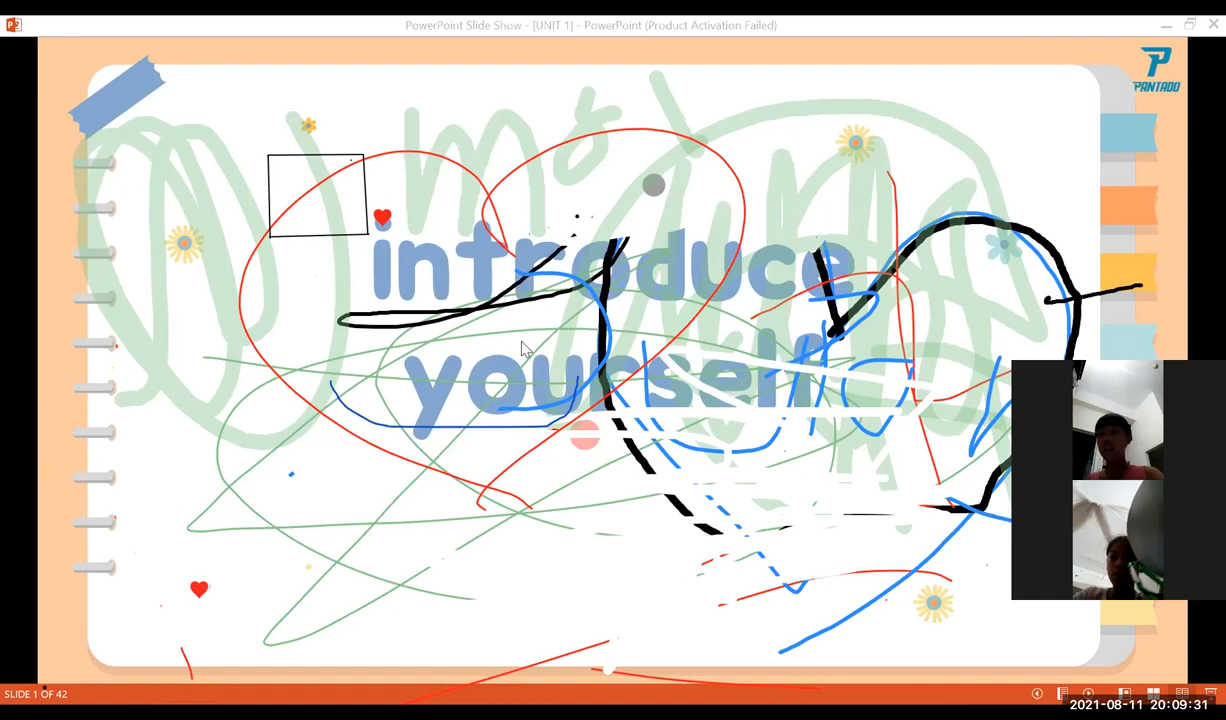 PowerPoint Slide Show - [UNIT 1] - PowerPoint (Product Activation Failed)
PANTADO
introduce
yourself
SLIDE 1 OF 42
2021-08-11 20:09:31